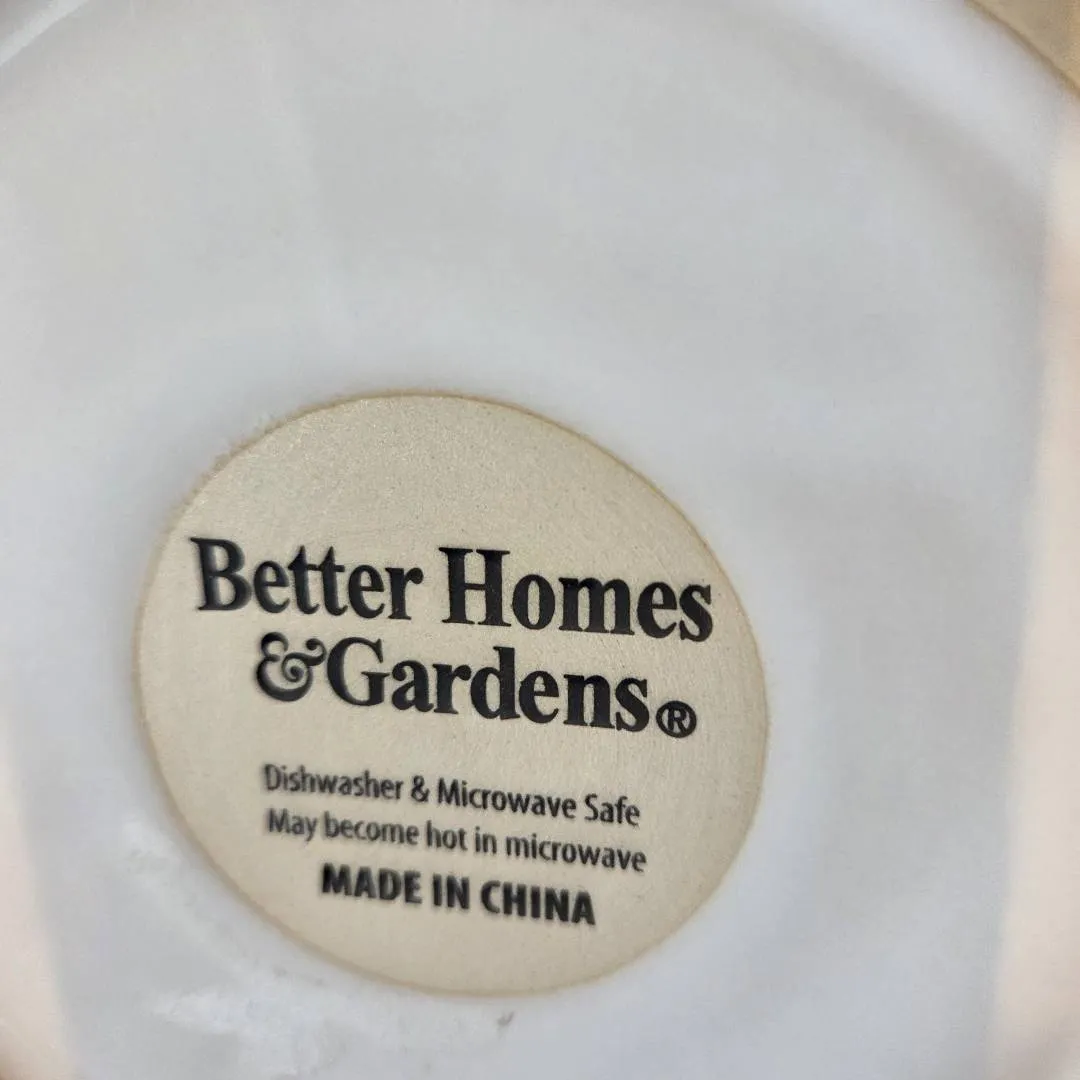 Better Homes
&Gardens®
Dishwasher & Microwave Safe
May become hot in microwave
MADE IN CHINA